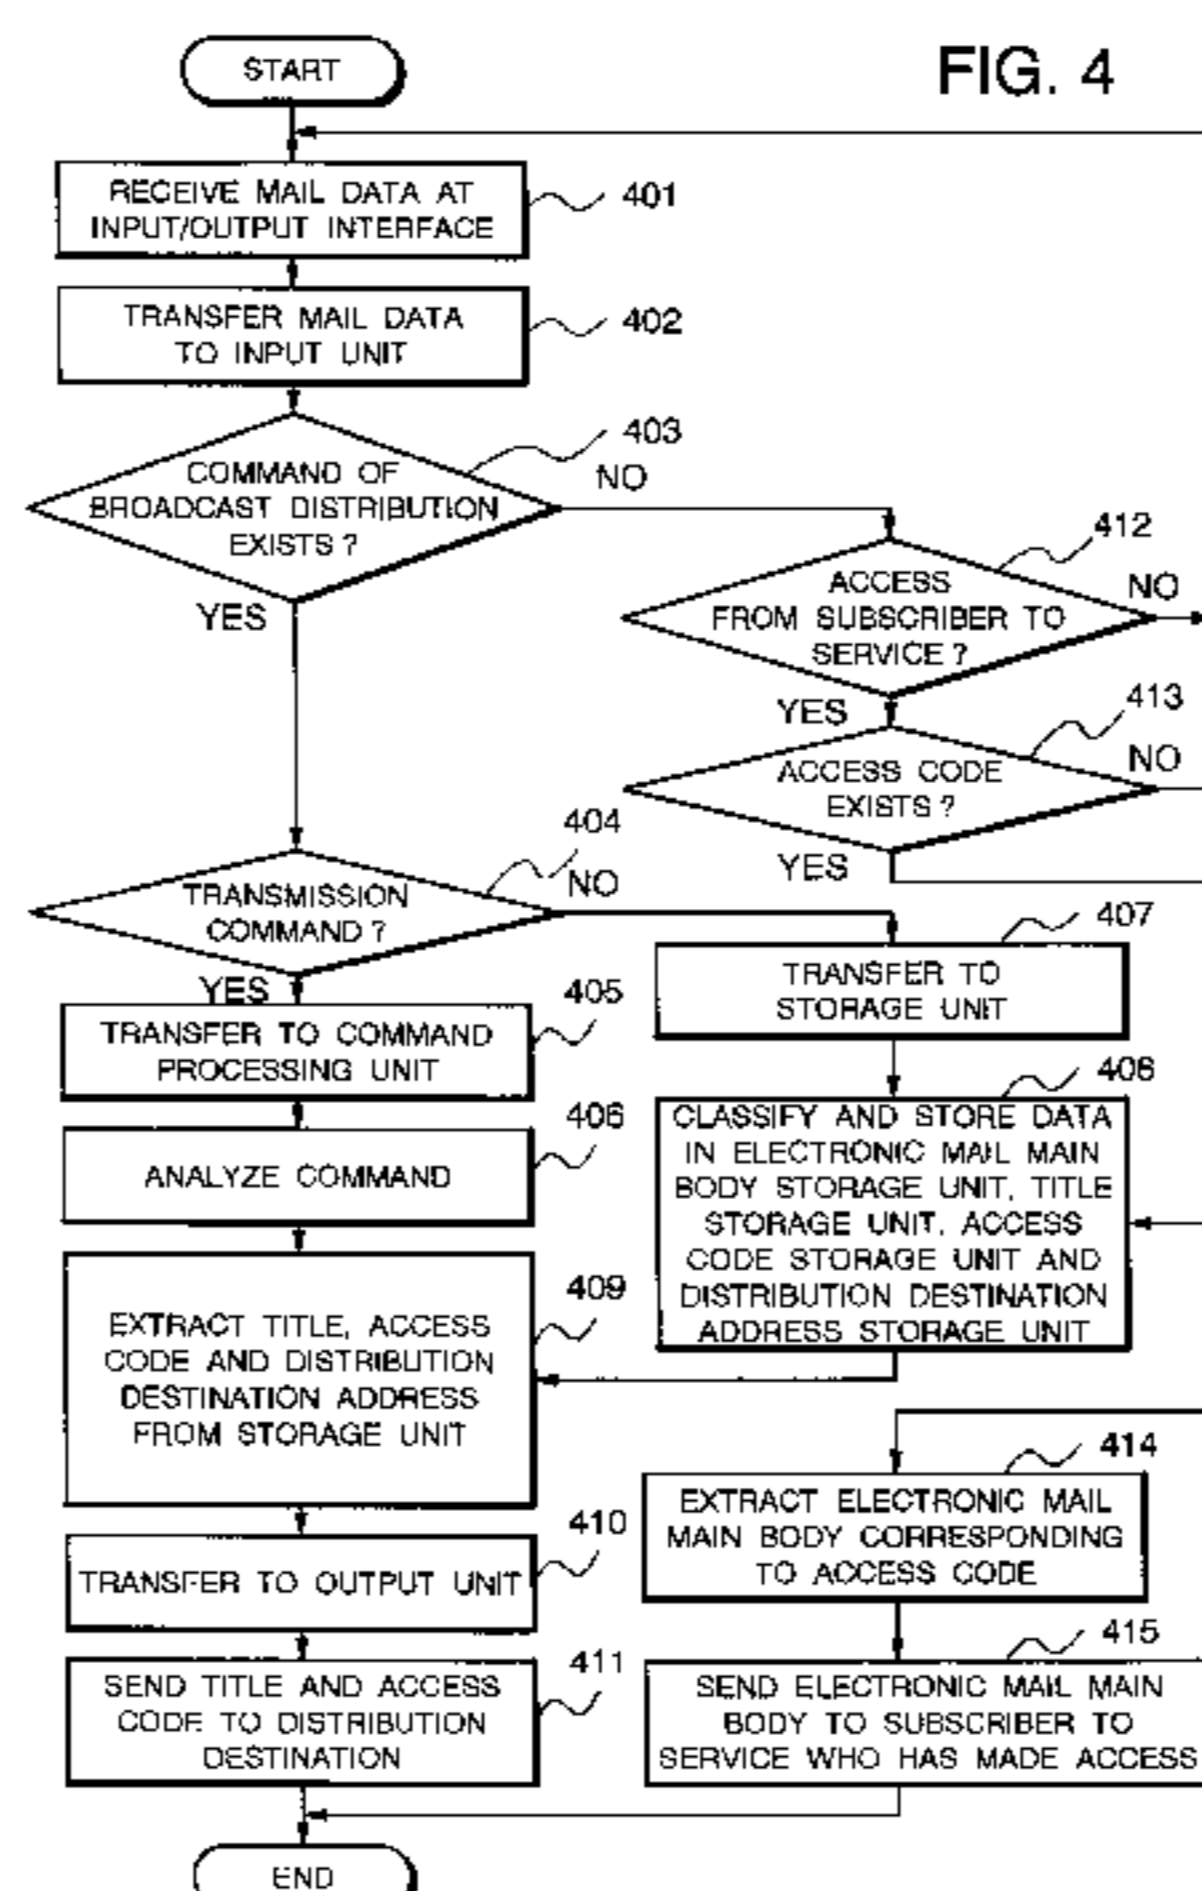 FIG. 4
START
RECEIVE MAIL DATA AT
INPUT/OUTPUT INTERFACE
401
TRANSFER MAIL DATA
TO INPUT UNIT
402
COMMAND OF
BROADCAST DISTRIBUTION
EXISTS?
403
NO
YES
ACCESS
FROM SUBSCRIBER TO
SERVICE?
412
NO
YES
ACCESS CODE
EXISTS?
413
NO
YES
TRANSMISSION
COMMAND?
404
NO
YES
TRANSFER TO COMMAND
PROCESSING UNIT
405
TRANSFER TO
STORAGE UNIT
407
ANALYZE COMMAND
406
CLASSIFY AND STORE DATA
IN ELECTRONIC MAIL MAIN
BODY STORAGE UNIT, TITLE
STORAGE UNIT, ACCESS
CODE STORAGE UNIT AND
DISTRIBUTION DESTINATION
ADDRESS STORAGE UNIT
408
EXTRACT TITLE, ACCESS
CODE AND DISTRIBUTION
DESTINATION ADDRESS
FROM STORAGE UNIT
409
TRANSFER TO OUTPUT UNIT
410
SEND TITLE AND ACCESS
CODE TO DISTRIBUTION
DESTINATION
411
EXTRACT ELECTRONIC MAIL
MAIN BODY CORRESPONDING
TO ACCESS CODE
414
SEND ELECTRONIC MAIL MAIN
BODY TO SUBSCRIBER TO
SERVICE WHO HAS MADE ACCESS
415
END